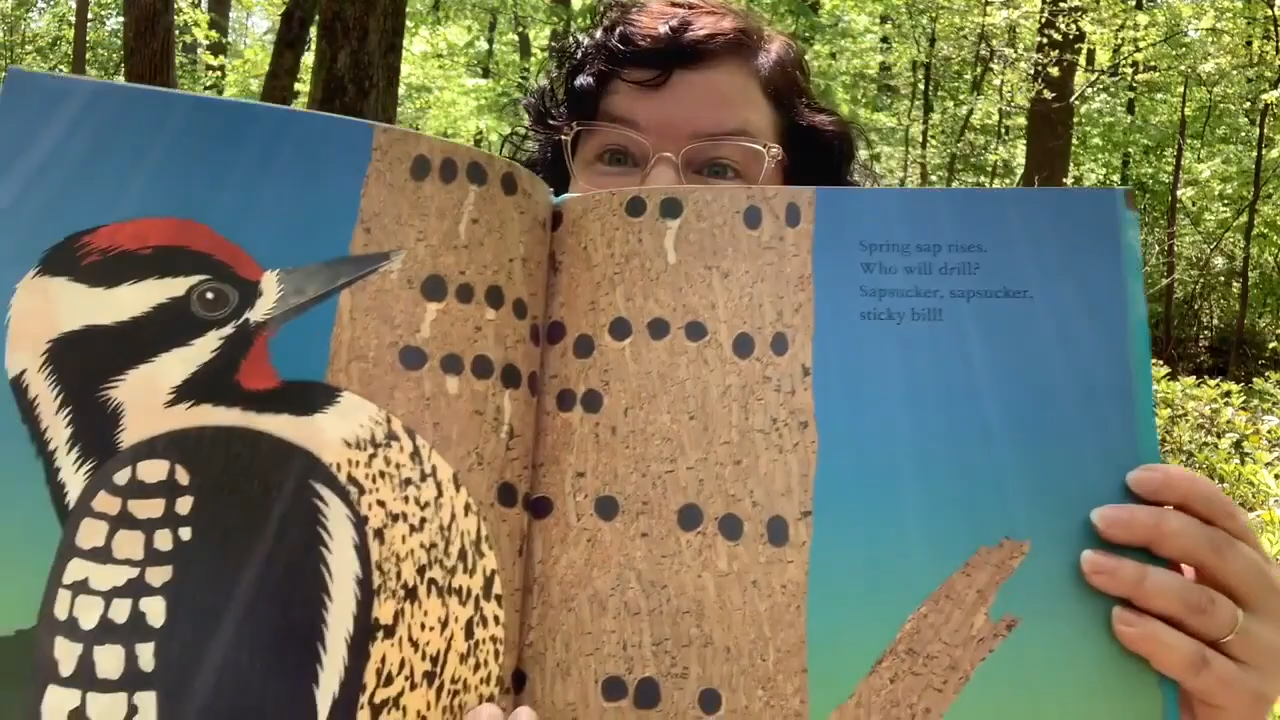 Spring sap rises.
Who will drill?
Sapsucker, sapsucker,
sticky bill!